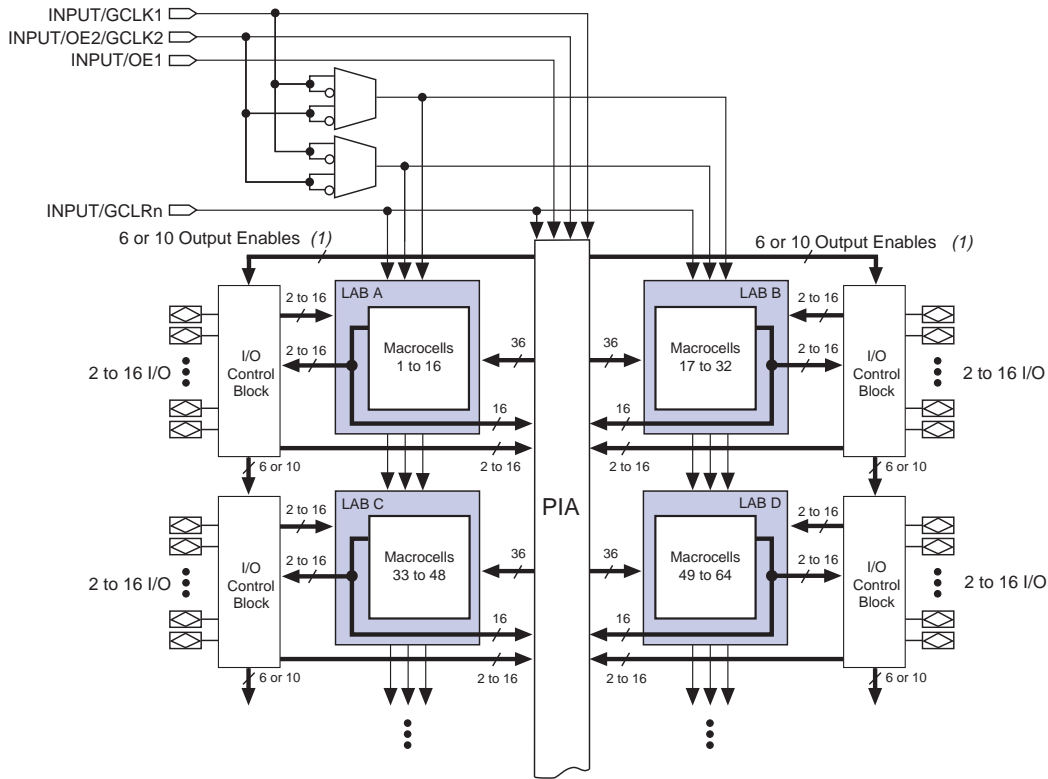 INPUT/GCLK1
INPUT/OE2/GCLK2
INPUT/OE1
INPUT/GCLRn
6 or 10 Output Enables (1)
6 or 10 Output Enables (1)
LAB A
LAB B
2 to 16
2 to 16
I/O
Control
Block
2 to 16 I/O
2 to 16
Macrocells
1 to 16
36
36
Macrocells
17 to 32
2 to 16
I/O
Control
Block
2 to 16 I/O
16
16
2 to 16
2 to 16
6 or 10
6 or 10
PIA
LAB C
LAB D
2 to 16
2 to 16
I/O
Control
Block
2 to 16 I/O
2 to 16
Macrocells
33 to 48
36
36
Macrocells
49 to 64
2 to 16
I/O
Control
Block
2 to 16 I/O
16
16
2 to 16
2 to 16
6 or 10
6 or 10